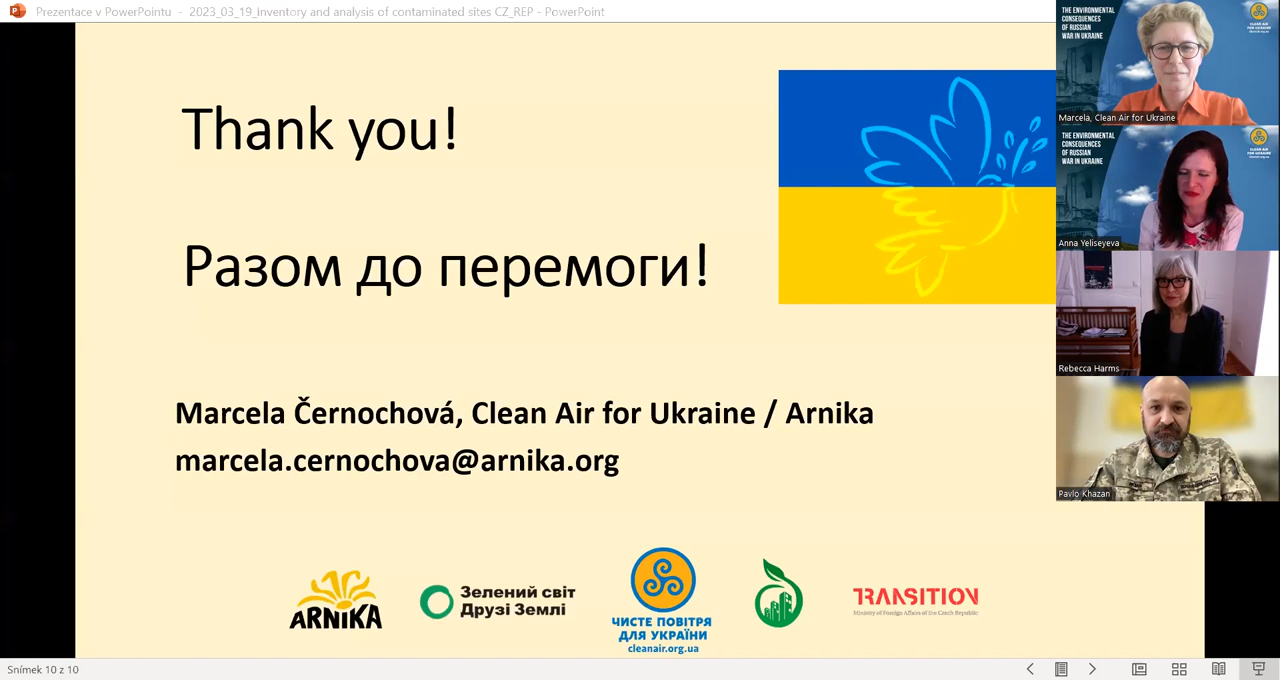 Prezentace v PowerPointu - 2023_03_19_Inventory and analysis of contaminated sites CZ_REP - PowerPoint
Thank you!
Разом до перемоги!
Marcela Černochová, Clean Air for Ukraine / Arnika
marcela.cernochova@arnika.org
ARNIKA
Зелений світ
Друзі Землі
ЧИСТЕ ПОВІТРЯ
ДЛЯ УКРАЇНИ
cleanair.org.ua
TRANSITION
Ministry of Foreign Affairs of the Czech Republic
THE ENVIRONMENTAL
CONSEQUENCES
OF RUSSIAN
WAR IN UKRAINE
CLEAN AIR
FOR UKRAINE
Marcela, Clean Air for Ukraine
THE ENVIRONMENTAL
CONSEQUENCES
OF RUSSIAN
WAR IN UKRAINE
CLEAN AIR
FOR UKRAINE
Anna Yeliseyeva
Rebecca Harms
Pavlo Khazan
Snímek 10 z 10